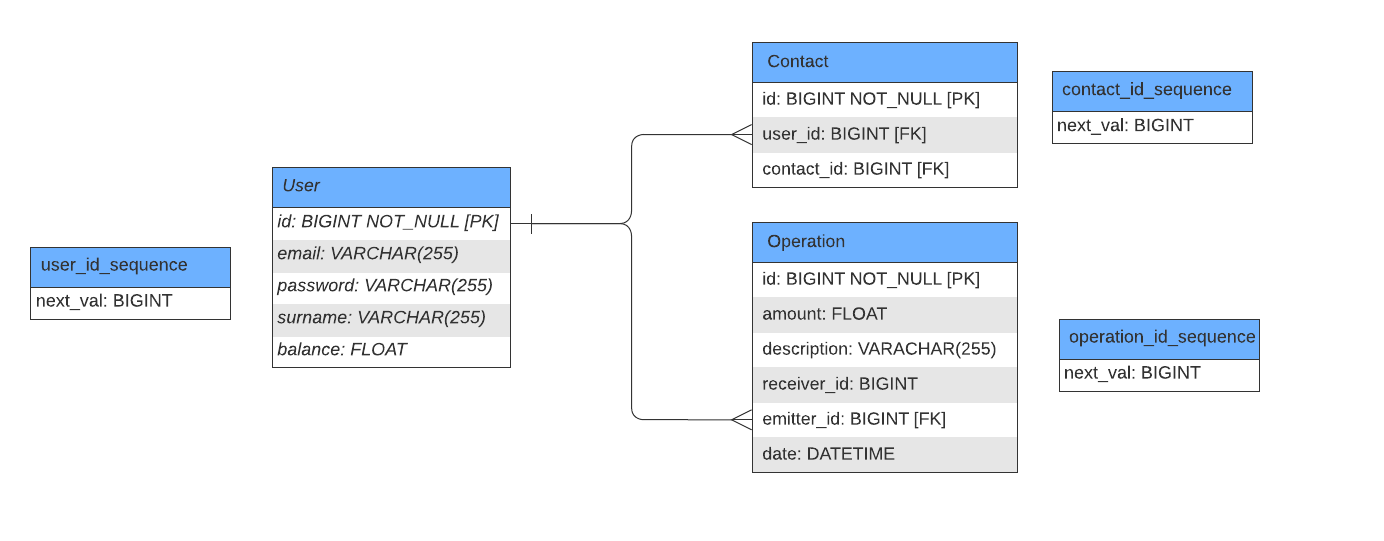 user_id_sequence
next_val: BIGINT
User
id: BIGINT NOT_NULL [PK]
email: VARCHAR(255)
password: VARCHAR(255)
surname: VARCHAR(255)
balance: FLOAT
Contact
id: BIGINT NOT_NULL [PK]
user_id: BIGINT [FK]
contact_id: BIGINT [FK]
contact_id_sequence
next_val: BIGINT
Operation
id: BIGINT NOT_NULL [PK]
amount: FLOAT
description: VARACHAR(255)
receiver_id: BIGINT
emitter_id: BIGINT [FK]
date: DATETIME
operation_id_sequence
next_val: BIGINT